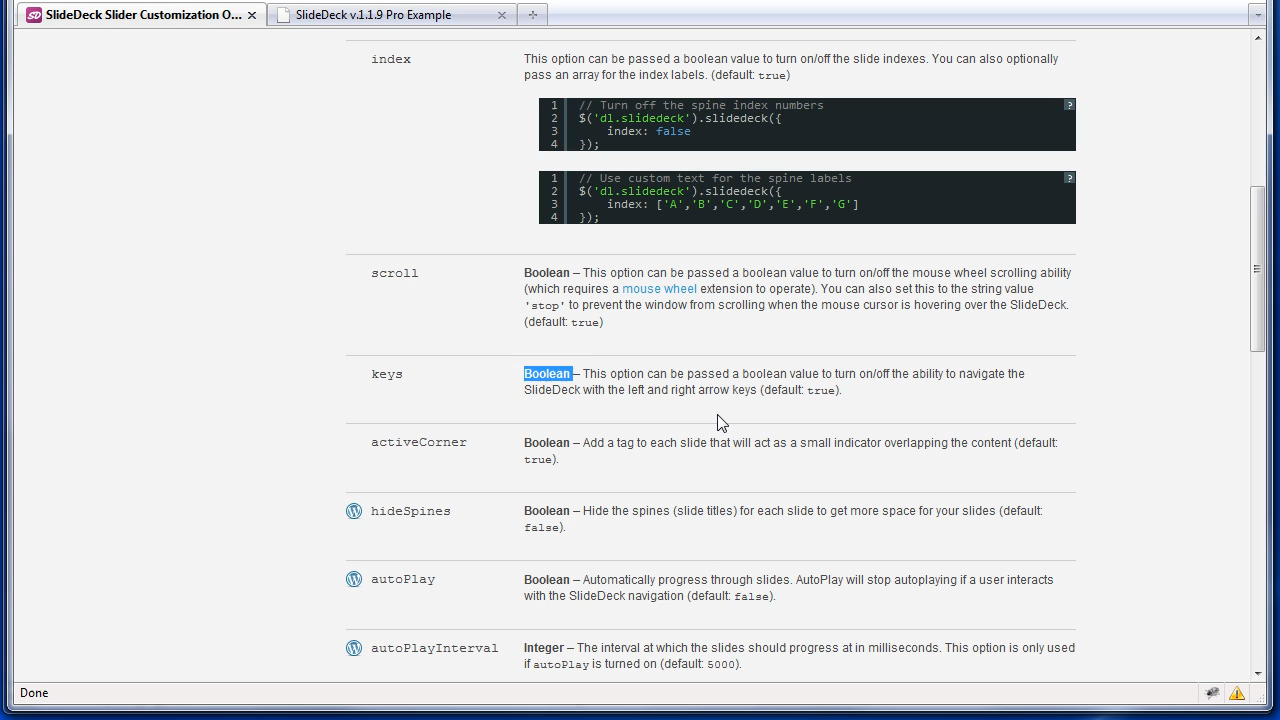 SD SlideDeck Slider Customization O...
SlideDeck v.1.1.9 Pro Example
index
This option can be passed a boolean value to turn on/off the slide indexes. You can also optionally
pass an array for the index labels. (default: true)
1 // Turn off the spine index numbers ?
2 $('dl.slidedeck').slidedeck({
3 index: false
4 });
1 // Use custom text for the spine labels ?
2 $('dl.slidedeck').slidedeck({
3 index: ['A','B','C','D','E','F','G']
4 });
scroll
Boolean – This option can be passed a boolean value to turn on/off the mouse wheel scrolling ability
(which requires a mouse wheel extension to operate). You can also set this to the string value
'stop' to prevent the window from scrolling when the mouse cursor is hovering over the SlideDeck.
(default: true)
keys
Boolean – This option can be passed a boolean value to turn on/off the ability to navigate the
SlideDeck with the left and right arrow keys (default: true).
activeCorner
Boolean – Add a tag to each slide that will act as a small indicator overlapping the content (default:
true).
hideSpines
Boolean – Hide the spines (slide titles) for each slide to get more space for your slides (default:
false).
autoPlay
Boolean – Automatically progress through slides. AutoPlay will stop autoplaying if a user interacts
with the SlideDeck navigation (default: false).
autoPlayInterval
Integer – The interval at which the slides should progress at in milliseconds. This option is only used
if autoPlay is turned on (default: 5000).
Done